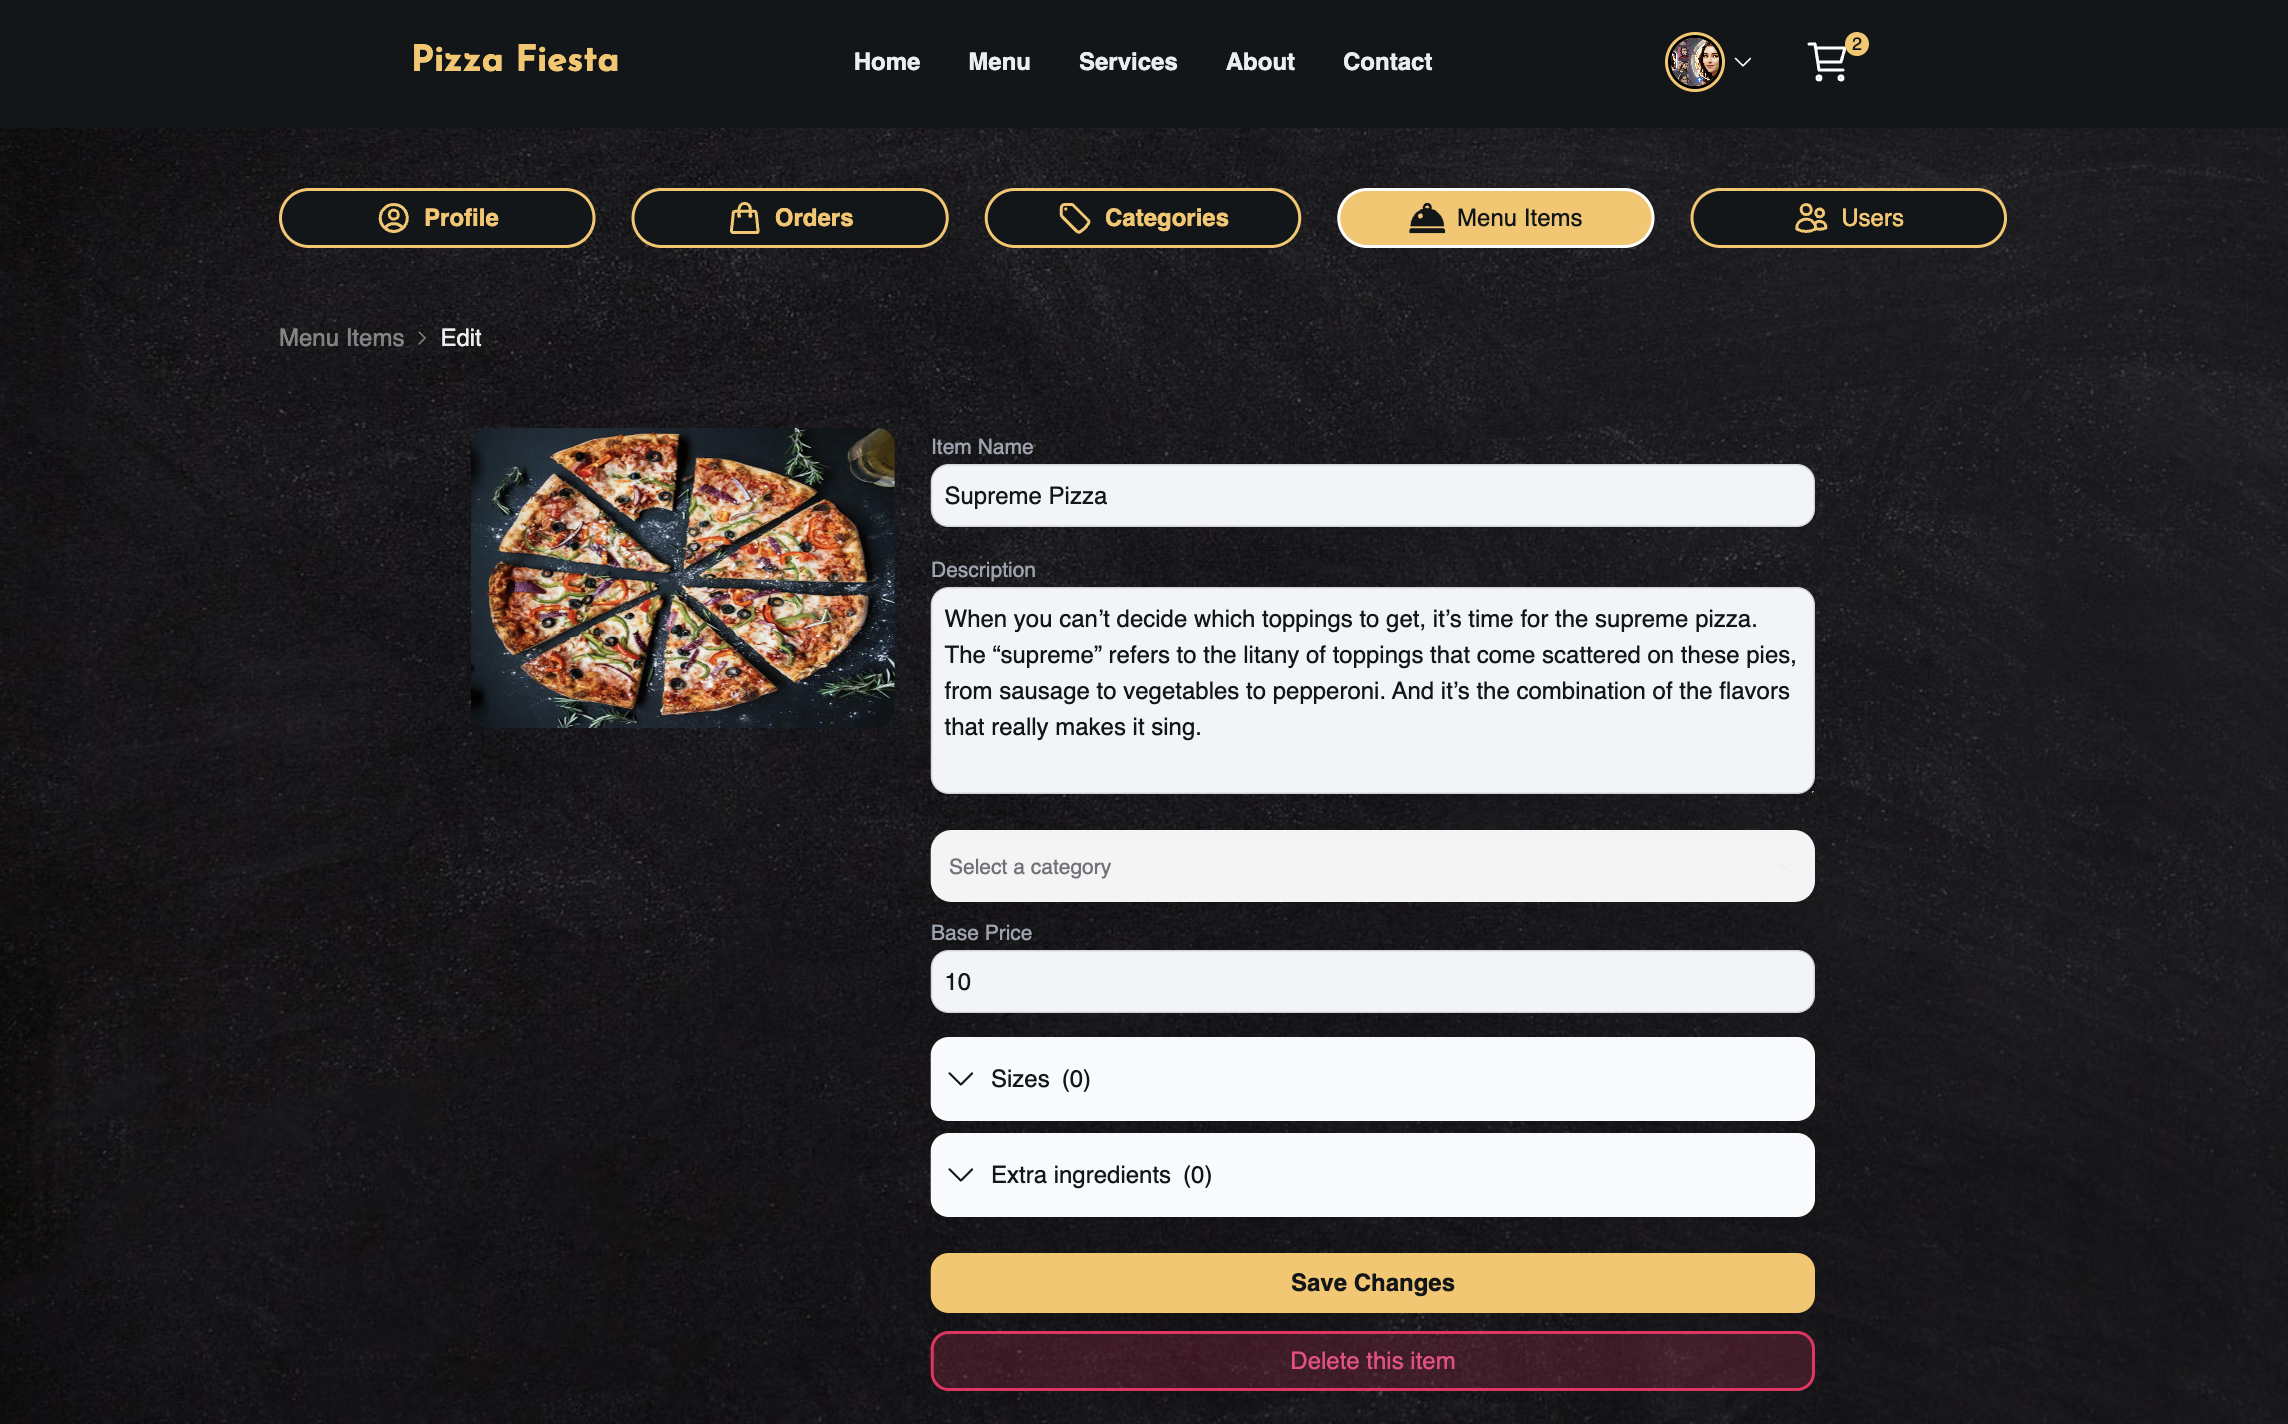 Pizza Fiesta
Home
Menu
Services
About
Contact
2
Profile
Orders
Categories
Menu Items
Users
Menu Items > Edit
Item Name
Supreme Pizza
Description
When you can’t decide which toppings to get, it’s time for the supreme pizza.
The “supreme” refers to the litany of toppings that come scattered on these pies,
from sausage to vegetables to pepperoni. And it’s the combination of the flavors
that really makes it sing.
Select a category
Base Price
10
Sizes (0)
Extra ingredients (0)
Save Changes
Delete this item